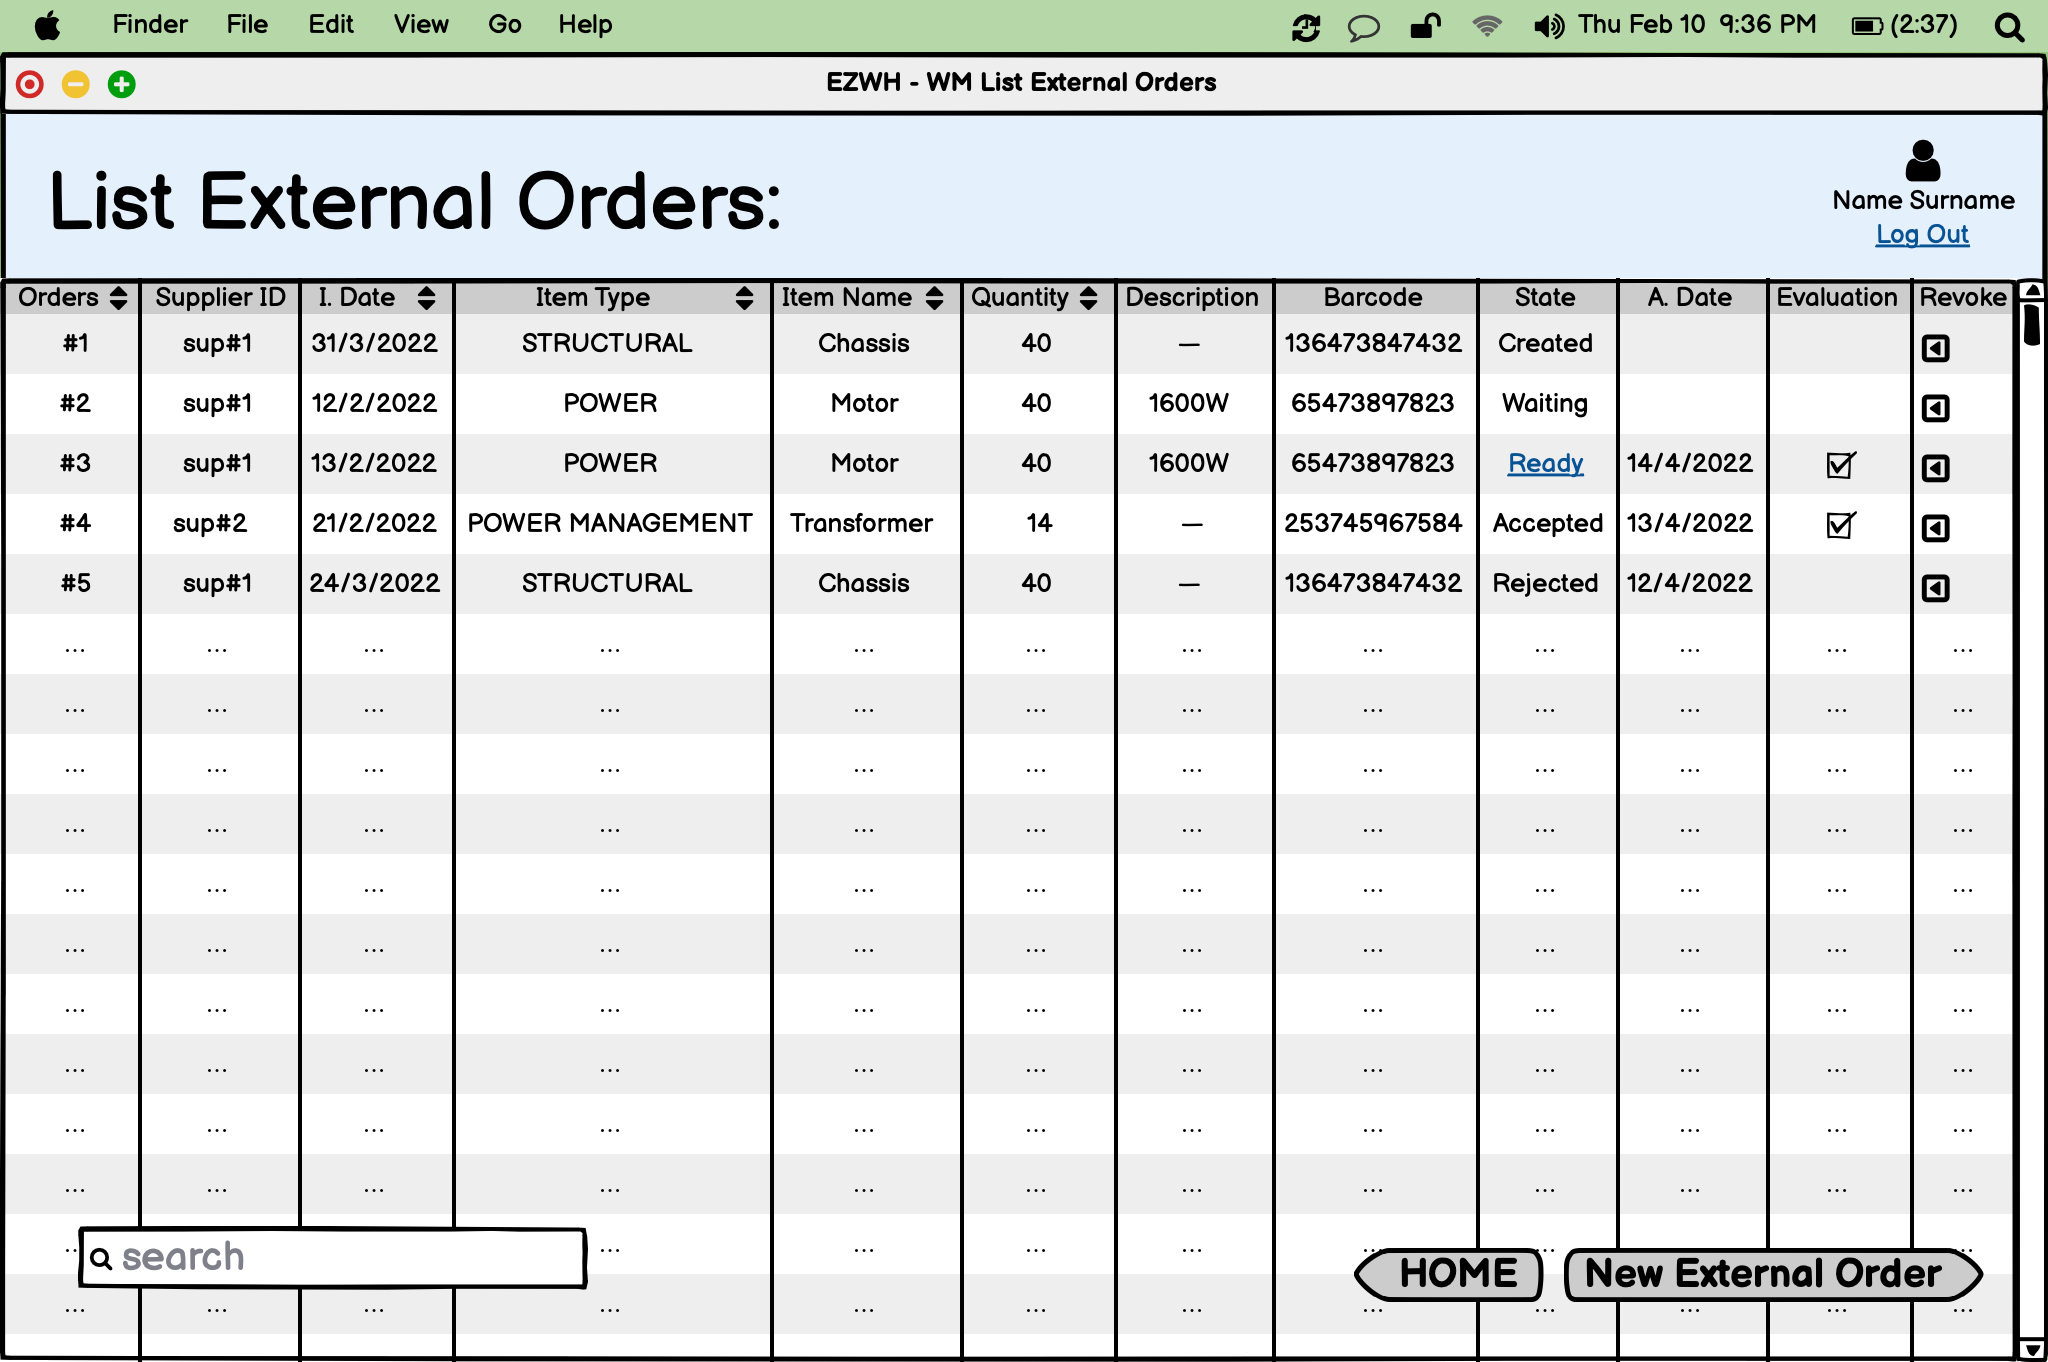 Finder File Edit View Go Help Thu Feb 10 9:36 PM (2:37)
EZWH - WM List External Orders
List External Orders:
Name Surname
Log Out
Orders Supplier ID I. Date Item Type Item Name Quantity Description Barcode State A. Date Evaluation Revoke
#1 sup#1 31/3/2022 STRUCTURAL Chassis 40 — 136473847432 Created
#2 sup#1 12/2/2022 POWER Motor 40 1600W 65473897823 Waiting
#3 sup#1 13/2/2022 POWER Motor 40 1600W 65473897823 Ready 14/4/2022
#4 sup#2 21/2/2022 POWER MANAGEMENT Transformer 14 — 253745967584 Accepted 13/4/2022
#5 sup#1 24/3/2022 STRUCTURAL Chassis 40 — 136473847432 Rejected 12/4/2022
... ... ... ... ... ... ... ... ... ... ... ...
... ... ... ... ... ... ... ... ... ... ... ...
... ... ... ... ... ... ... ... ... ... ... ...
... ... ... ... ... ... ... ... ... ... ... ...
... ... ... ... ... ... ... ... ... ... ... ...
... ... ... ... ... ... ... ... ... ... ... ...
... ... ... ... ... ... ... ... ... ... ... ...
... ... ... ... ... ... ... ... ... ... ... ...
... ... ... ... ... ... ... ... ... ... ... ...
... ... ... ... ... ... ... ... ... ... ... ...
... ... ... ... ... ... ... ...
search HOME New External Order
... ... ... ... ... ... ... ... ... ... ... ...